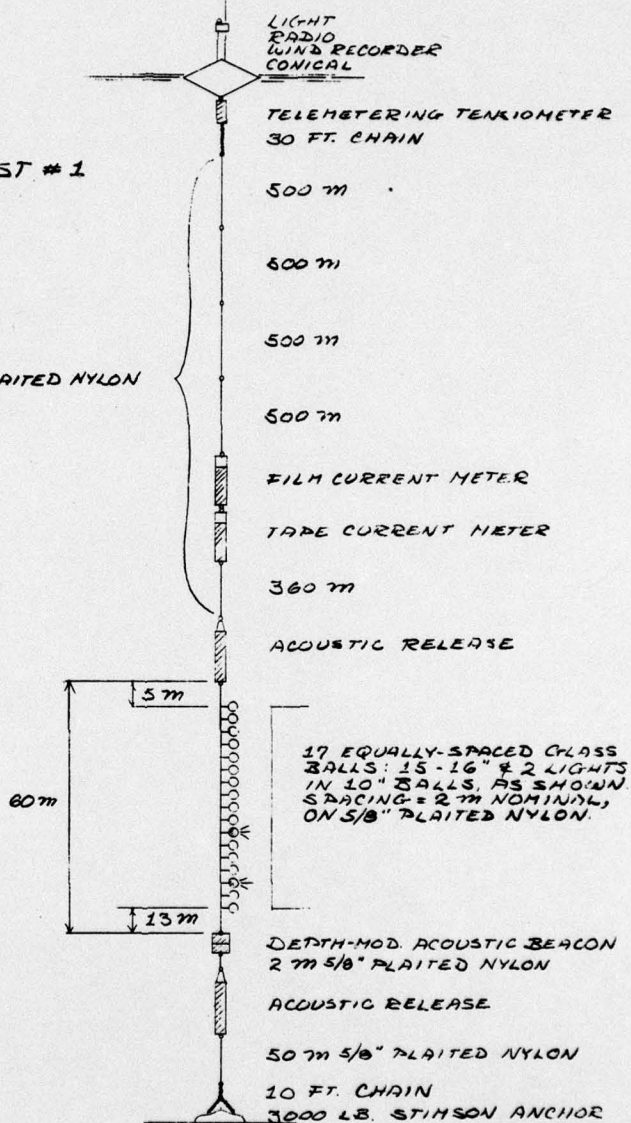 LIGHT
RADIO
WIND RECORDER
CONICAL
TELEMETERING TENSIOMETER
30 FT. CHAIN
ST # 1
500 m
500 m
500 m
AITED NYLON
500 m
FILM CURRENT METER
TAPE CURRENT METER
360 m
ACOUSTIC RELEASE
5 m
17 EQUALLY-SPACED GLASS
BALLS: 15 - 16" & 2 LIGHTS
IN 10" BALLS, AS SHOWN
SPACING = 2 m NOMINAL,
ON 5/8" PLAITED NYLON.
60 m
13 m
DEPTH-MOD. ACOUSTIC BEACON
2 m 5/8" PLAITED NYLON
ACOUSTIC RELEASE
50 m 5/8" PLAITED NYLON
10 FT. CHAIN
3000 LB. STIMSON ANCHOR